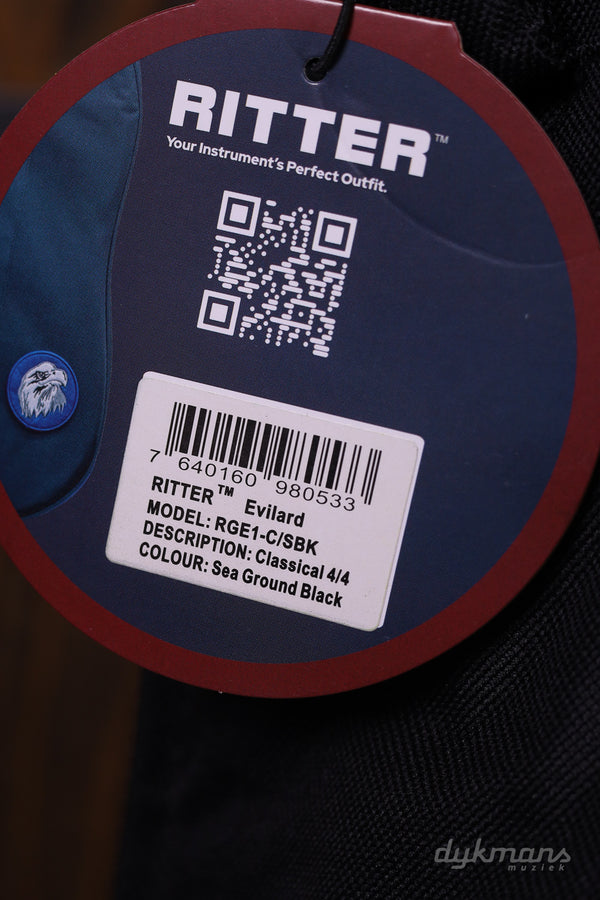 RITTER™
Your Instrument's Perfect Outfit.
7 640160 980533
RITTER™ Evilard
MODEL: RGE1-C/SBK
DESCRIPTION: Classical 4/4
COLOUR: Sea Ground Black
dykmans
muziek